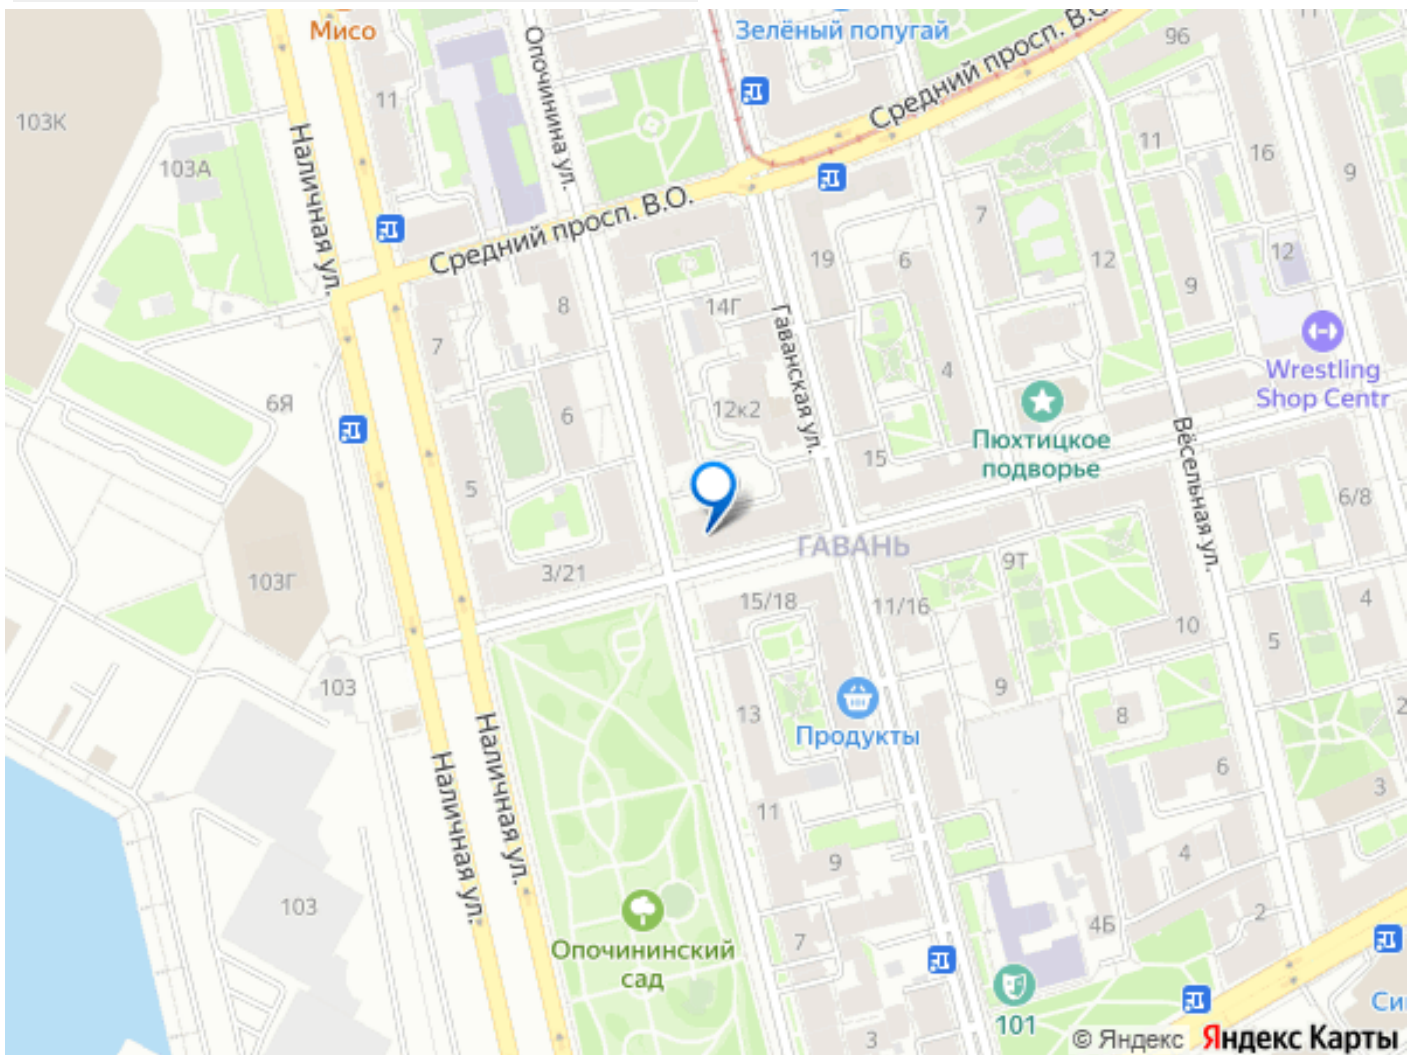 Мисо
Зелёный попугай
Опочинина ул.
Средний просп. В.О.
96
11
103К
Наличная ул.
103А
11
16
9
Средний просп. В.О.
7
19
6
12
12
9
8
14Г
Гаванская ул.
7
4
Wrestling
Shop Centr
6Я
6
12к2
Пюхтицкое
подворье
Вёсельная ул.
15
5
6/8
ГАВАНЬ
9Т
3/21
103Г
15/18
11/16
4
10
5
103
9
13
8
2
Продукты
Наличная ул.
Наличная ул.
6
3
11
9
4
103
2
4Б
Опочининский
сад
7
Си
101
3
© Яндекс Яндекс Карты